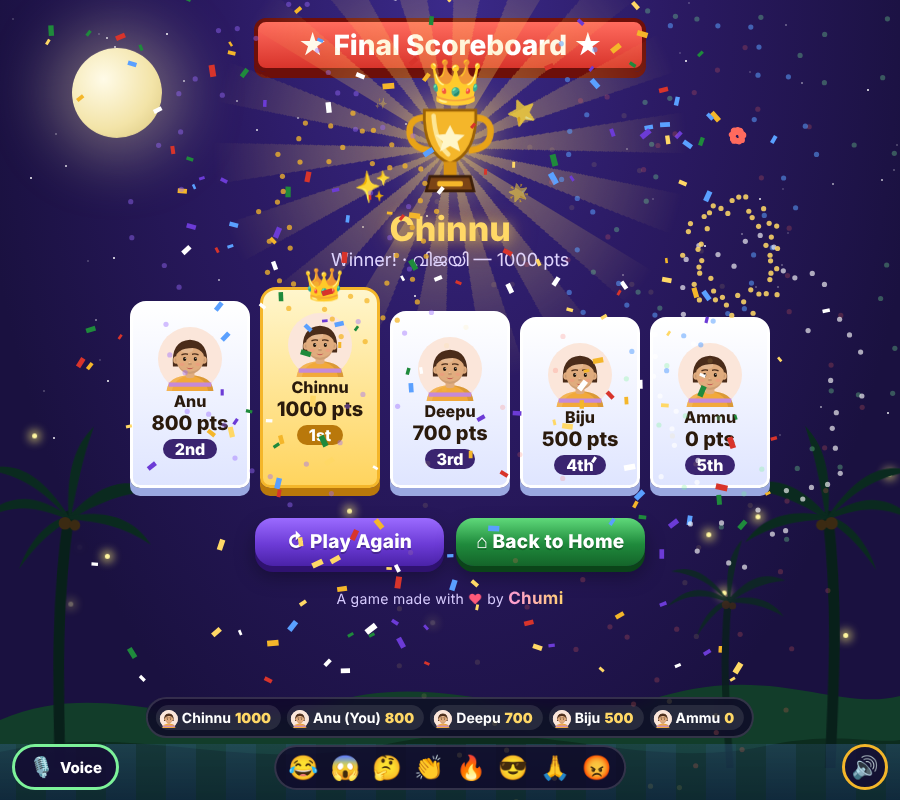 ★ Final Scoreboard ★
Chinnu
Winner! · വിജയി — 1000 pts
Anu
800 pts
2nd
Chinnu
1000 pts
1st
Deepu
700 pts
3rd
Biju
500 pts
4th
Ammu
0 pts
5th
⟳ Play Again
⌂ Back to Home
A game made with ❤ by Chumi
Chinnu 1000 Anu (You) 800 Deepu 700 Biju 500 Ammu 0
Voice